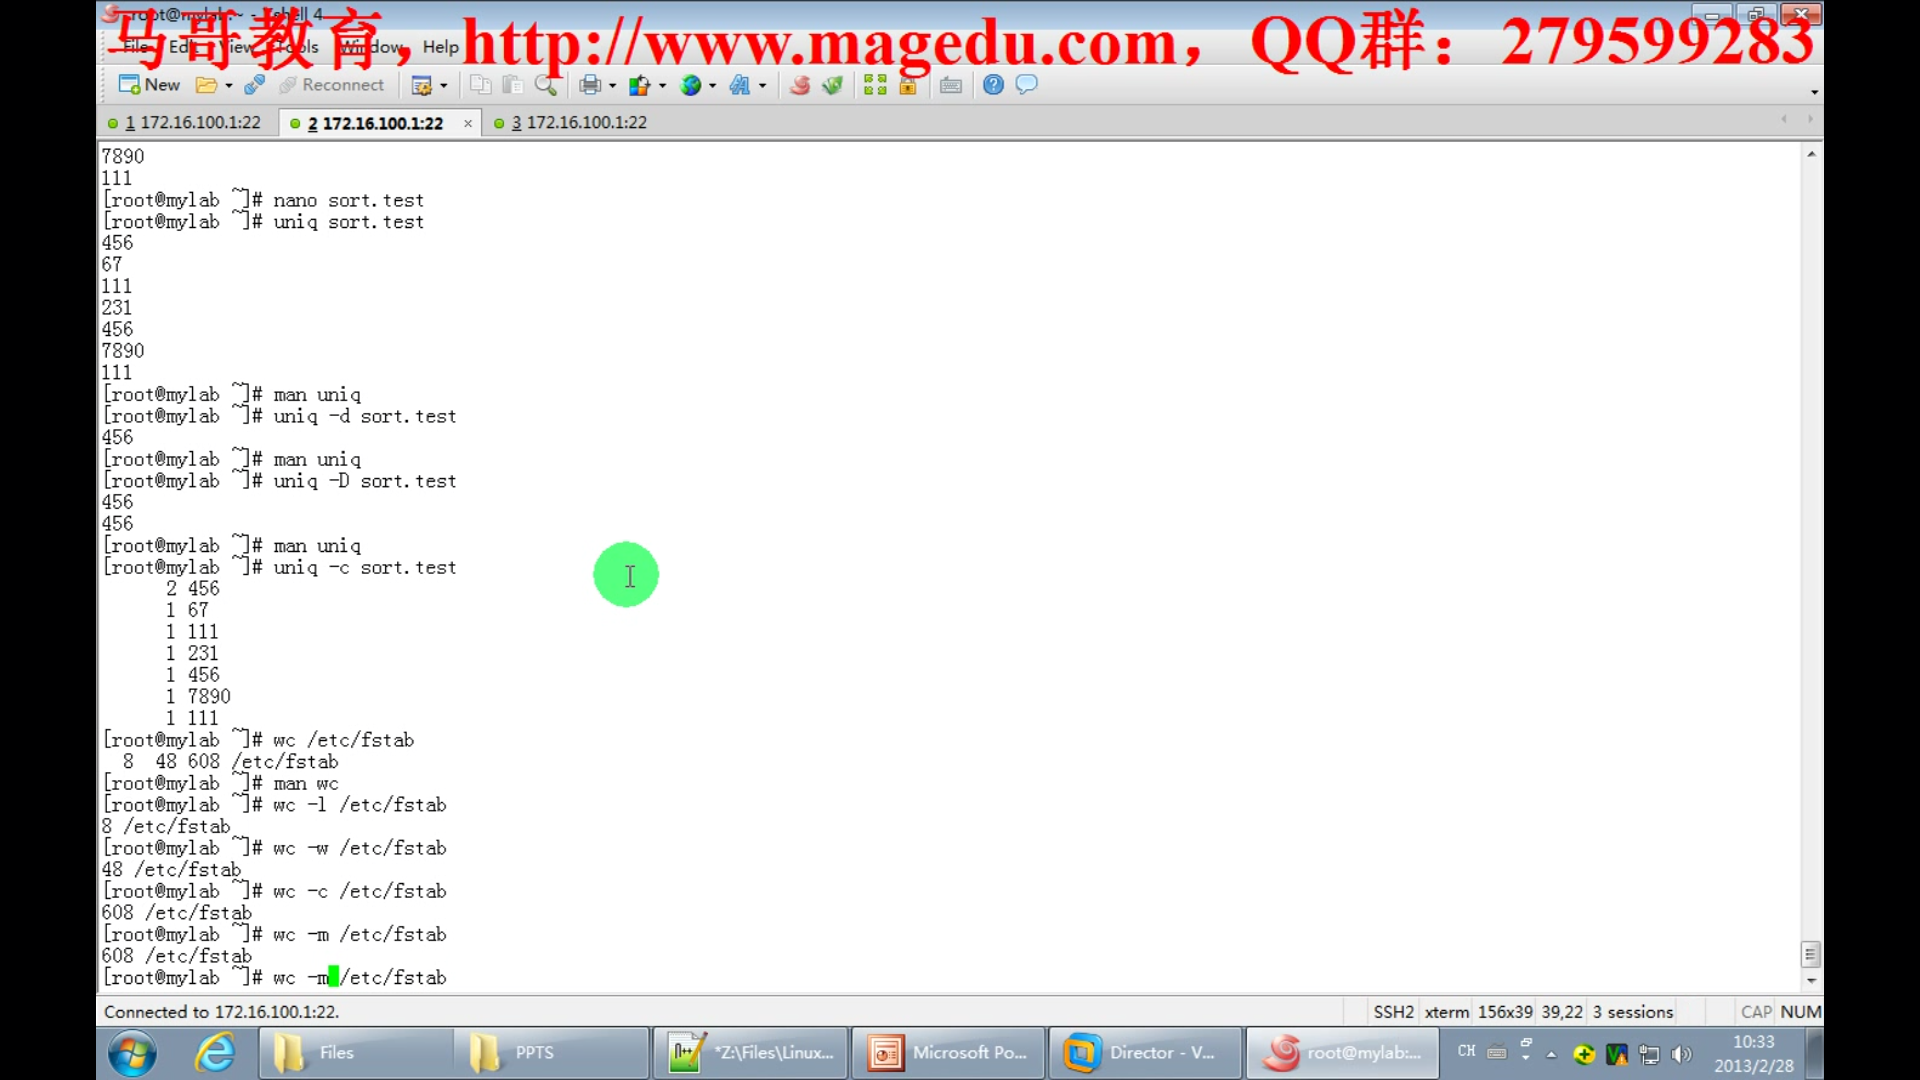 root@mylab:~ - Xshell 4
马哥教育，http://www.magedu.com，QQ群：279599283
File Edit View Tools Window Help
New Reconnect
1 172.16.100.1:22 2 172.16.100.1:22 × 3 172.16.100.1:22
7890
111
[root@mylab ~]# nano sort.test
[root@mylab ~]# uniq sort.test
456
67
111
231
456
7890
111
[root@mylab ~]# man uniq
[root@mylab ~]# uniq -d sort.test
456
[root@mylab ~]# man uniq
[root@mylab ~]# uniq -D sort.test
456
456
[root@mylab ~]# man uniq
[root@mylab ~]# uniq -c sort.test
2 456
1 67
1 111
1 231
1 456
1 7890
1 111
[root@mylab ~]# wc /etc/fstab
8 48 608 /etc/fstab
[root@mylab ~]# man wc
[root@mylab ~]# wc -l /etc/fstab
8 /etc/fstab
[root@mylab ~]# wc -w /etc/fstab
48 /etc/fstab
[root@mylab ~]# wc -c /etc/fstab
608 /etc/fstab
[root@mylab ~]# wc -m /etc/fstab
608 /etc/fstab
[root@mylab ~]# wc -m /etc/fstab
Connected to 172.16.100.1:22. SSH2 xterm 156x39 39,22 3 sessions CAP NUM
Files PPTS *Z:\Files\Linux... Microsoft Po... Director - V... root@mylab:... CH 10:33
2013/2/28